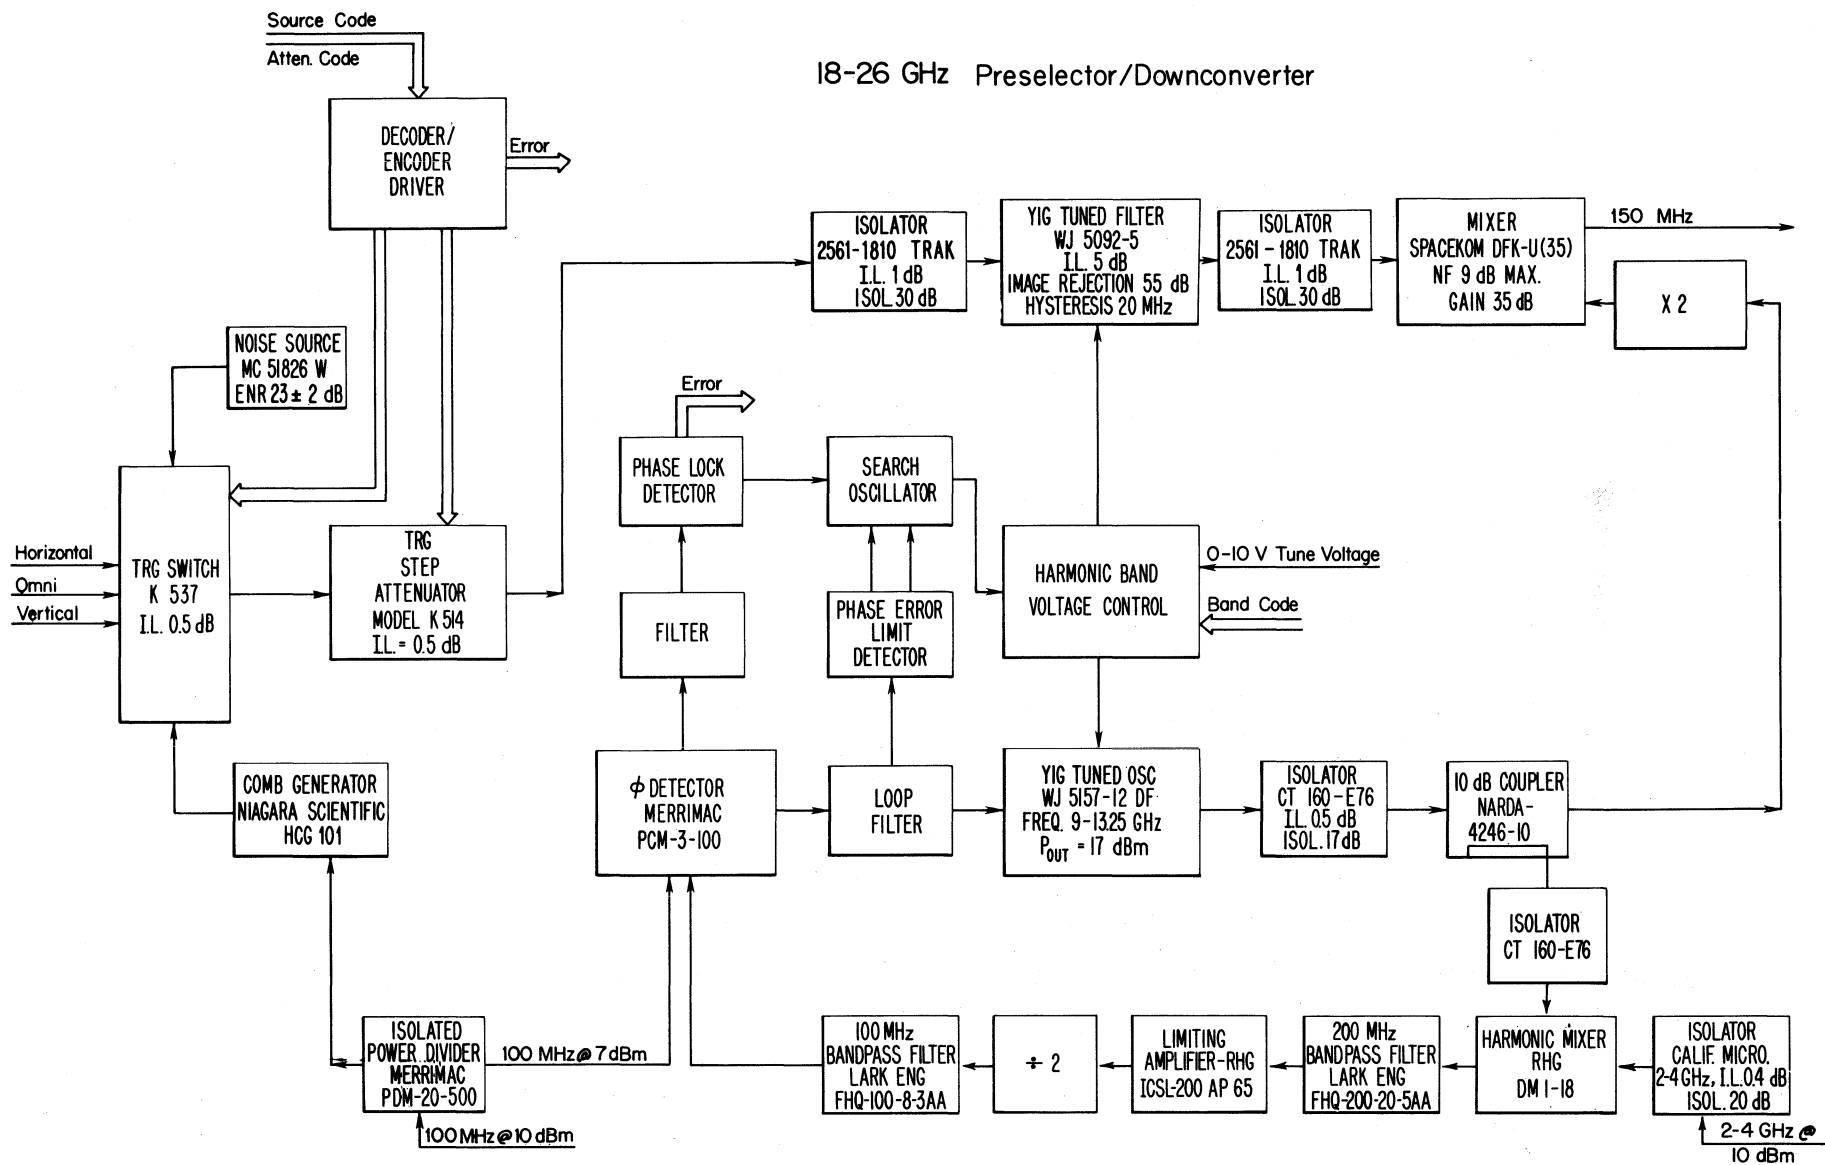 Source Code
Atten. Code
18-26 GHz Preselector/Downconverter
DECODER/
ENCODER
DRIVER
Error
NOISE SOURCE
MC 51826 W
ENR 23 ± 2 dB
Horizontal
Omni
Vertical
TRG SWITCH
K 537
I.L. 0.5 dB
TRG
STEP
ATTENUATOR
MODEL K 514
I.L. = 0.5 dB
ISOLATOR
2561-1810 TRAK
I.L. 1 dB
ISOL. 30 dB
YIG TUNED FILTER
WJ 5092-5
I.L. 5 dB
IMAGE REJECTION 55 dB
HYSTERESIS 20 MHz
ISOLATOR
2561-1810 TRAK
I.L. 1 dB
ISOL. 30 dB
MIXER
SPACEKOM DFK-U(35)
NF 9 dB MAX.
GAIN 35 dB
150 MHz
X 2
Error
PHASE LOCK
DETECTOR
SEARCH
OSCILLATOR
FILTER
PHASE ERROR
LIMIT
DETECTOR
HARMONIC BAND
VOLTAGE CONTROL
0-10 V Tune Voltage
Band Code
COMB GENERATOR
NIAGARA SCIENTIFIC
HCG 101
ϕ DETECTOR
MERRIMAC
PCM-3-100
LOOP
FILTER
YIG TUNED OSC
WJ 5157-12 DF
FREQ. 9-13.25 GHz
POUT = 17 dBm
ISOLATOR
CT 160-E76
I.L. 0.5 dB
ISOL. 17dB
10 dB COUPLER
NARDA-
4246-10
ISOLATOR
CT 160-E76
ISOLATED
POWER DIVIDER
MERRIMAC
PDM-20-500
100 MHz @ 7 dBm
100 MHz @ 10 dBm
100 MHz
BANDPASS FILTER
LARK ENG
FHQ-100-8-3AA
÷ 2
LIMITING
AMPLIFIER-RHG
ICSL-200 AP 65
200 MHz
BANDPASS FILTER
LARK ENG
FHQ-200-20-5AA
HARMONIC MIXER
RHG
DM 1-18
ISOLATOR
CALIF. MICRO.
2-4 GHz, I.L. 0.4 dB
ISOL. 20 dB
2-4 GHz @
10 dBm